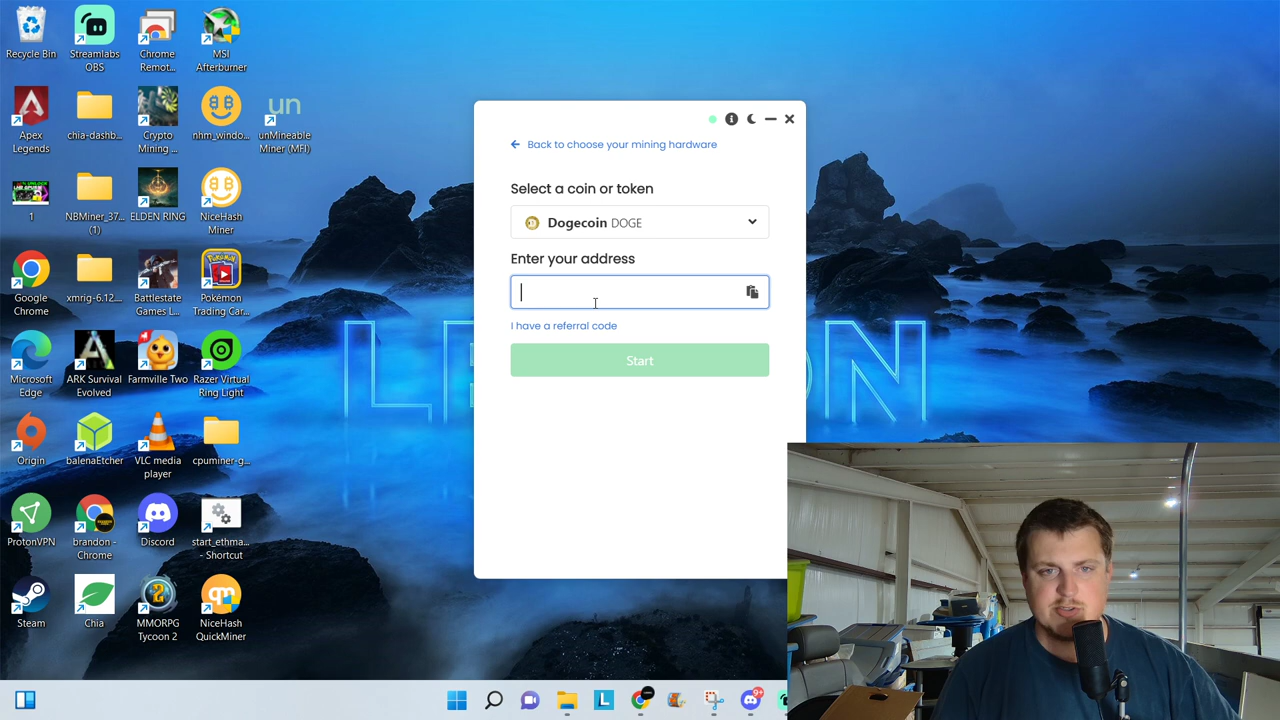 Recycle Bin
Streamlabs
OBS
Chrome
Remot...
MSI
Afterburner
Apex
Legends
chia-dashb...
Crypto
Mining ...
nhm_windo...
un
unMineable
Miner (MFI)
1
NBMiner_37...
(1)
ELDEN RING
NiceHash
Miner
Google
Chrome
xmrig-6.12....
Battlestate
Games L...
Pokémon
Trading Car...
Microsoft
Edge
ARK Survival
Evolved
Farmville Two
Razer Virtual
Ring Light
Origin
balenaEtcher
VLC media
player
cpuminer-g...
ProtonVPN
brandon -
Chrome
Discord
start_ethma...
- Shortcut
Steam
Chia
MMORPG
Tycoon 2
NiceHash
QuickMiner
Back to choose your mining hardware
Select a coin or token
Dogecoin DOGE
Enter your address
I have a referral code
Start